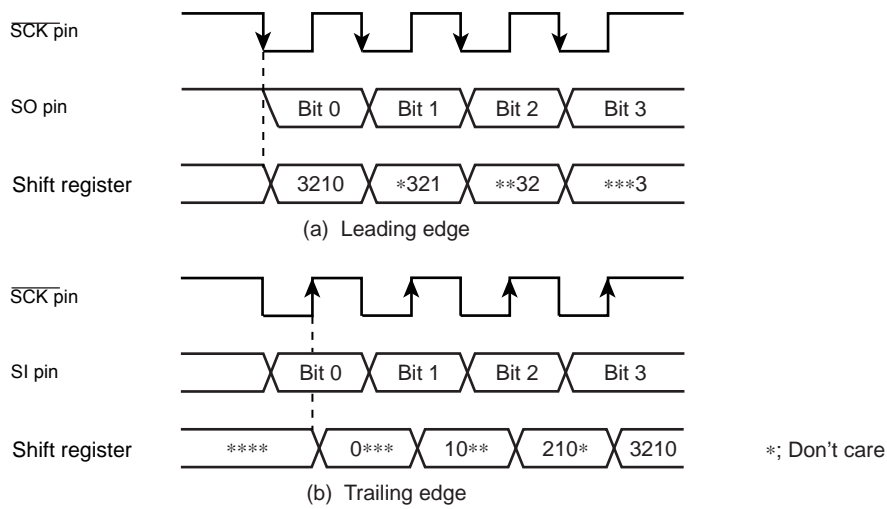 SCK pin
SO pin
Bit 0 Bit 1 Bit 2 Bit 3
Shift register
3210 *321 **32 ***3
(a) Leading edge
SCK pin
SI pin
Bit 0 Bit 1 Bit 2 Bit 3
Shift register
**** 0*** 10** 210* 3210
*; Don't care
(b) Trailing edge